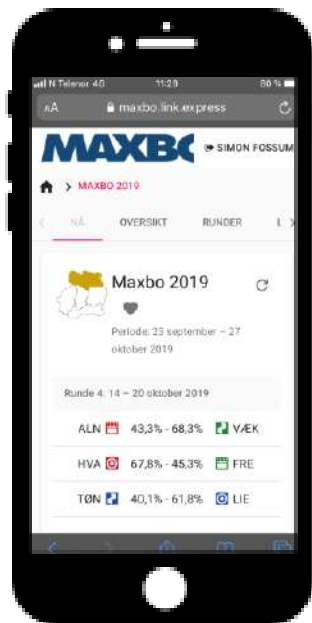 N Telenor 4G 11:29 80 %
AA maxbo.link.express
MAXBO SIMON FOSSUM
> MAXBO 2019
< NÅ OVERSIKT RUNDER >
Maxbo 2019
Periode: 23 september – 27
oktober 2019
Runde 4: 14 – 20 oktober 2019
ALN 43,3% - 68,3% VÆK
HVA 67,8% - 45,3% FRE
TØN 40,1% - 61,8% LIE